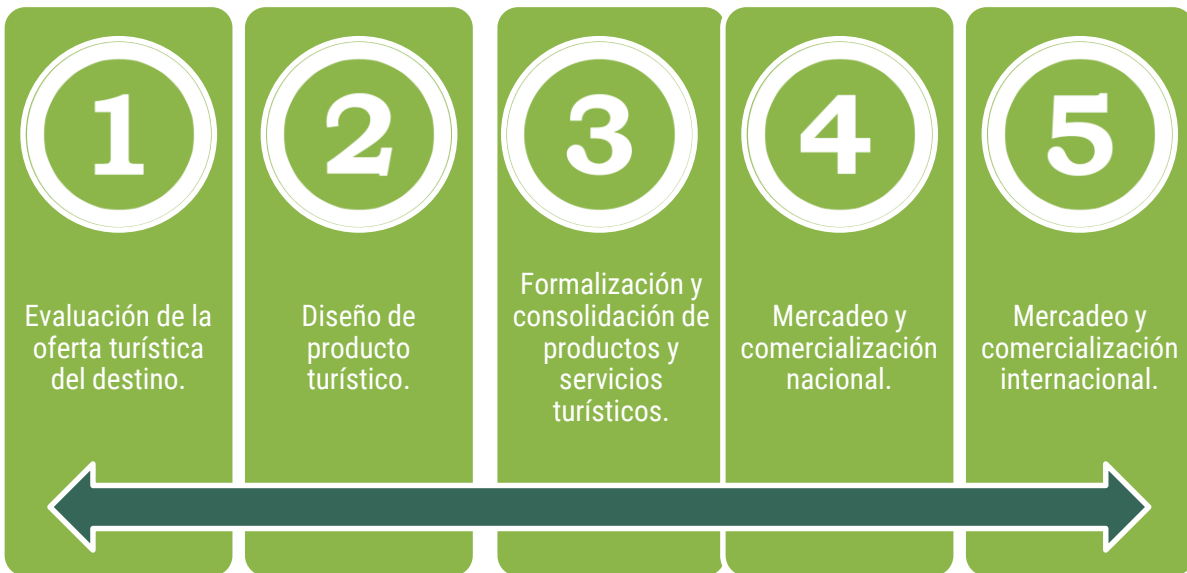 1
Evaluación de la
oferta turística
del destino.
2
Diseño de
producto
turístico.
3
Formalización y
consolidación de
productos y
servicios
turísticos.
4
Mercadeo y
comercialización
nacional.
5
Mercadeo y
comercialización
internacional.